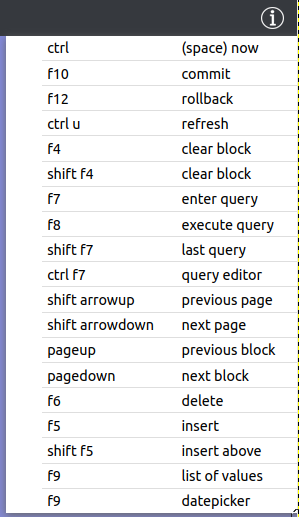 ctrl (space) now
f10 commit
f12 rollback
ctrl u refresh
f4 clear block
shift f4 clear block
f7 enter query
f8 execute query
shift f7 last query
ctrl f7 query editor
shift arrowup previous page
shift arrowdown next page
pageup previous block
pagedown next block
f6 delete
f5 insert
shift f5 insert above
f9 list of values
f9 datepicker